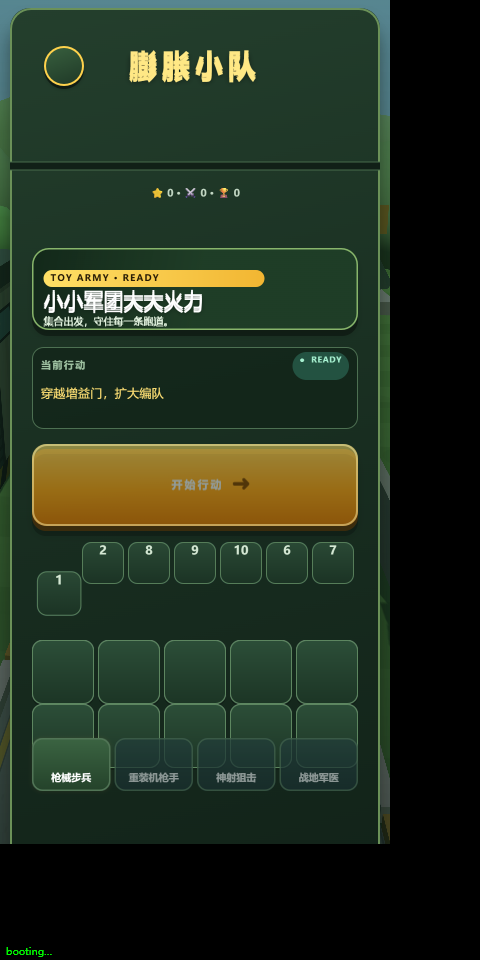 膨胀小队
⭐ 0 • ⚔ 0 • 🏆 0
TOY ARMY • READY
小小军团大大火力
集合出发，守住每一条跑道。
当前行动
• READY
穿越增益门，扩大编队
开始行动 →
2 8 9 10 6 7
1
枪械步兵 重装机枪手 神射狙击 战地军医
booting...